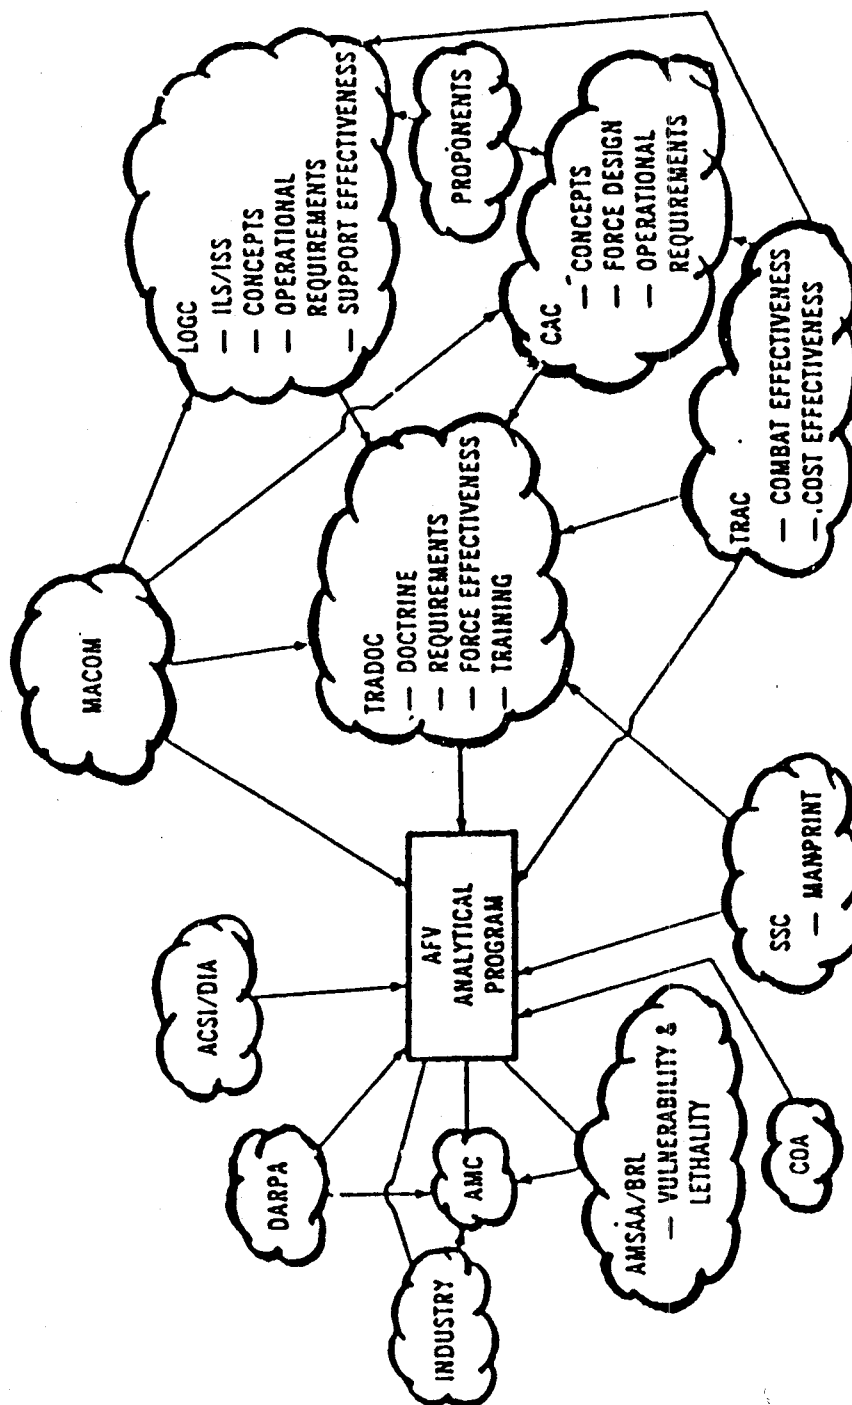 MACOM
LOGC
— ILS/ISS
— CONCEPTS
— OPERATIONAL
REQUIREMENTS
— SUPPORT EFFECTIVENESS
PROPONENTS
CAC
— CONCEPTS
— FORCE DESIGN
— OPERATIONAL
REQUIREMENTS
TRADOC
— DOCTRINE
— REQUIREMENTS
— FORCE EFFECTIVENESS
— TRAINING
TRAC
— COMBAT EFFECTIVENESS
— COST EFFECTIVENESS
ACSI/DIA
AFV
ANALYTICAL
PROGRAM
DARPA
AMC
INDUSTRY
SSC
— MANPRINT
AMSAA/BRL
— VULNERABILITY &
LETHALITY
COA